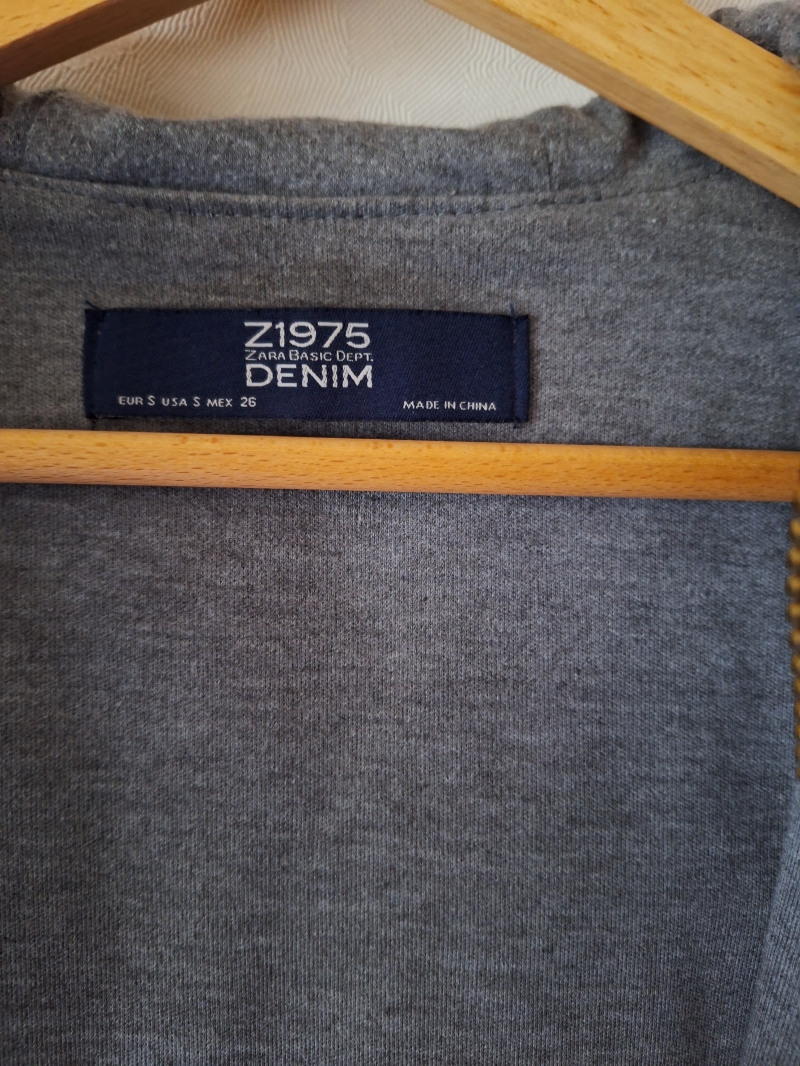 Z1975
ZARA BASIC DEPT.
DENIM
EUR S USA S MEX 26
MADE IN CHINA